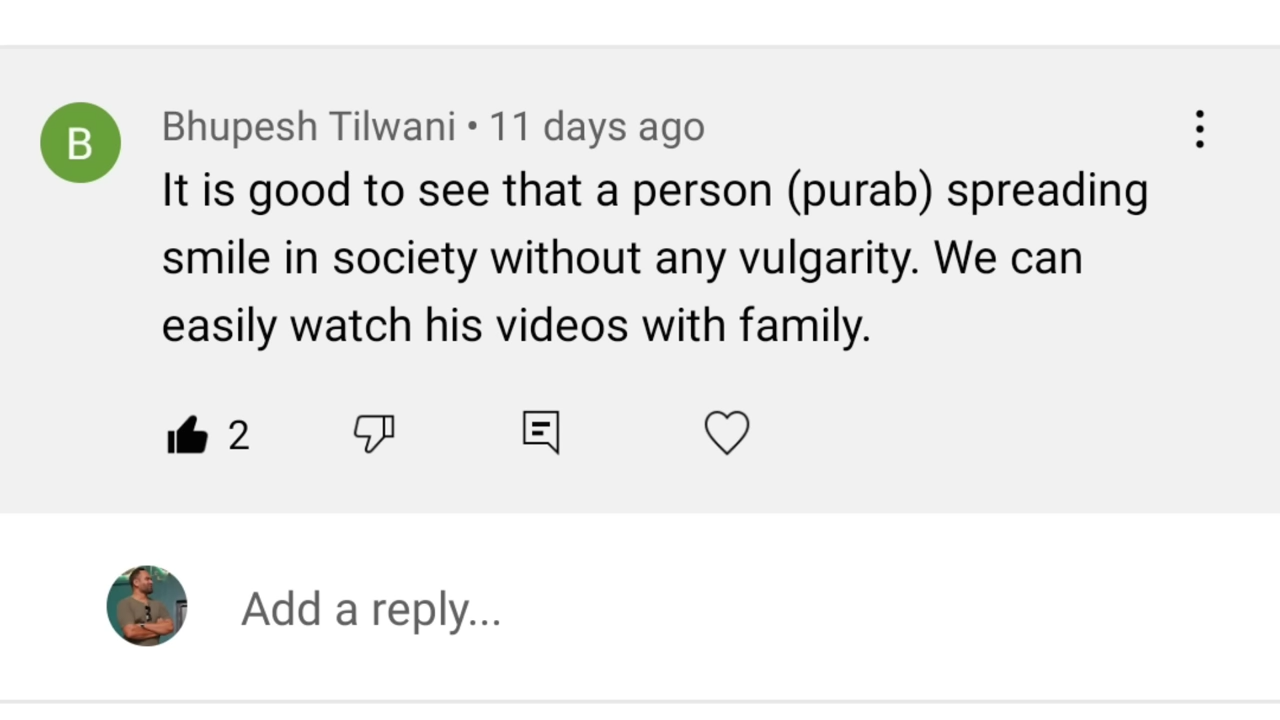 B
Bhupesh Tilwani • 11 days ago
It is good to see that a person (purab) spreading
smile in society without any vulgarity. We can
easily watch his videos with family.
2
Add a reply...